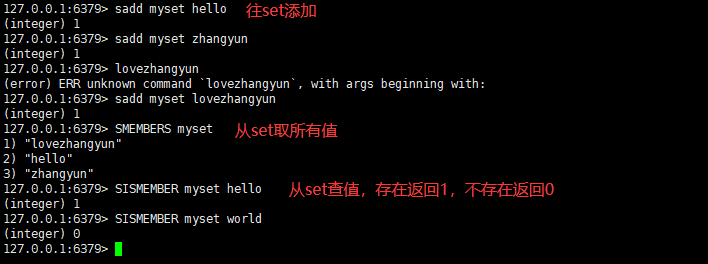 127.0.0.1:6379> sadd myset hello 往set添加
(integer) 1
127.0.0.1:6379> sadd myset zhangyun
(integer) 1
127.0.0.1:6379> lovezhangyun
(error) ERR unknown command `lovezhangyun`, with args beginning with:
127.0.0.1:6379> sadd myset lovezhangyun
(integer) 1
127.0.0.1:6379> SMEMBERS myset 从set取所有值
1) "lovezhangyun"
2) "hello"
3) "zhangyun"
127.0.0.1:6379> SISMEMBER myset hello 从set查值，存在返回1，不存在返回0
(integer) 1
127.0.0.1:6379> SISMEMBER myset world
(integer) 0
127.0.0.1:6379>